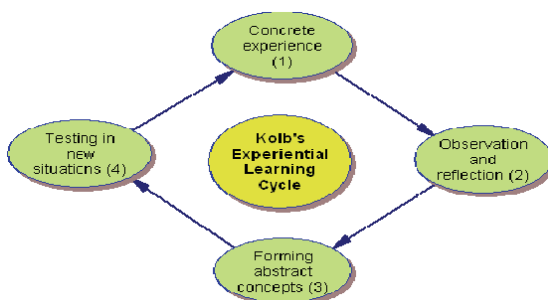 Concrete
experience
(1)
Testing in
new
situations (4)
Kolb's
Experiential
Learning
Cycle
Observation
and
reflection (2)
Forming
abstract
concepts (3)